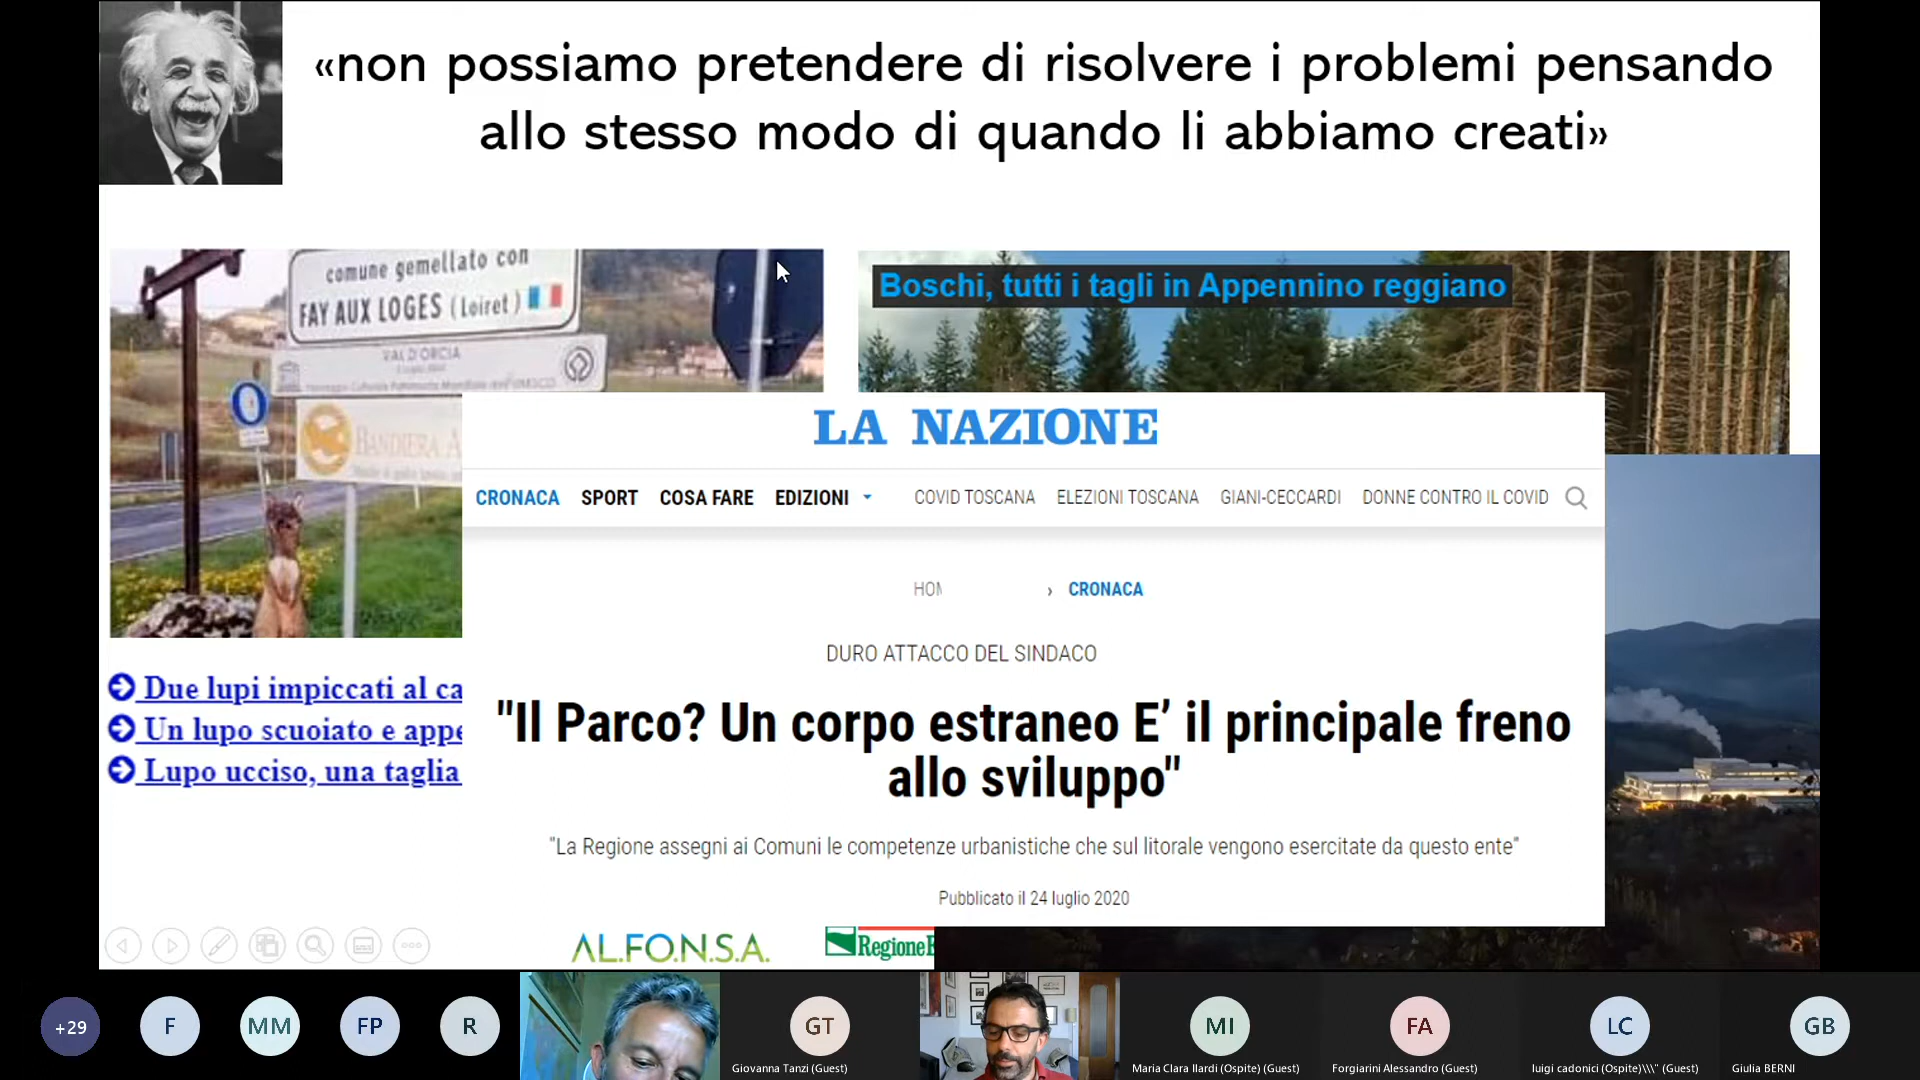 «non possiamo pretendere di risolvere i problemi pensando
allo stesso modo di quando li abbiamo creati»
comune gemellato con
FAY AUX LOGES (Loiret)
VAL D'ORCIA
BANDIERA A
Boschi, tutti i tagli in Appennino reggiano
LA NAZIONE
CRONACA SPORT COSA FARE EDIZIONI COVID TOSCANA ELEZIONI TOSCANA GIANI-CECCARDI DONNE CONTRO IL COVID
HOM › CRONACA
DURO ATTACCO DEL SINDACO
"Il Parco? Un corpo estraneo E’ il principale freno
allo sviluppo"
"La Regione assegni ai Comuni le competenze urbanistiche che sul litorale vengono esercitate da questo ente"
Pubblicato il 24 luglio 2020
Due lupi impiccati al ca
Un lupo scuoiato e appe
Lupo ucciso, una taglia
AL.FO.N.S.A.
RegioneE
+29
F
MM
FP
R
GT
Giovanna Tanzi (Guest)
MI
Maria Clara Ilardi (Ospite) (Guest)
FA
Forgiarini Alessandro (Guest)
LC
luigi cadonici (Ospite)\\\" (Guest)
GB
Giulia BERNI